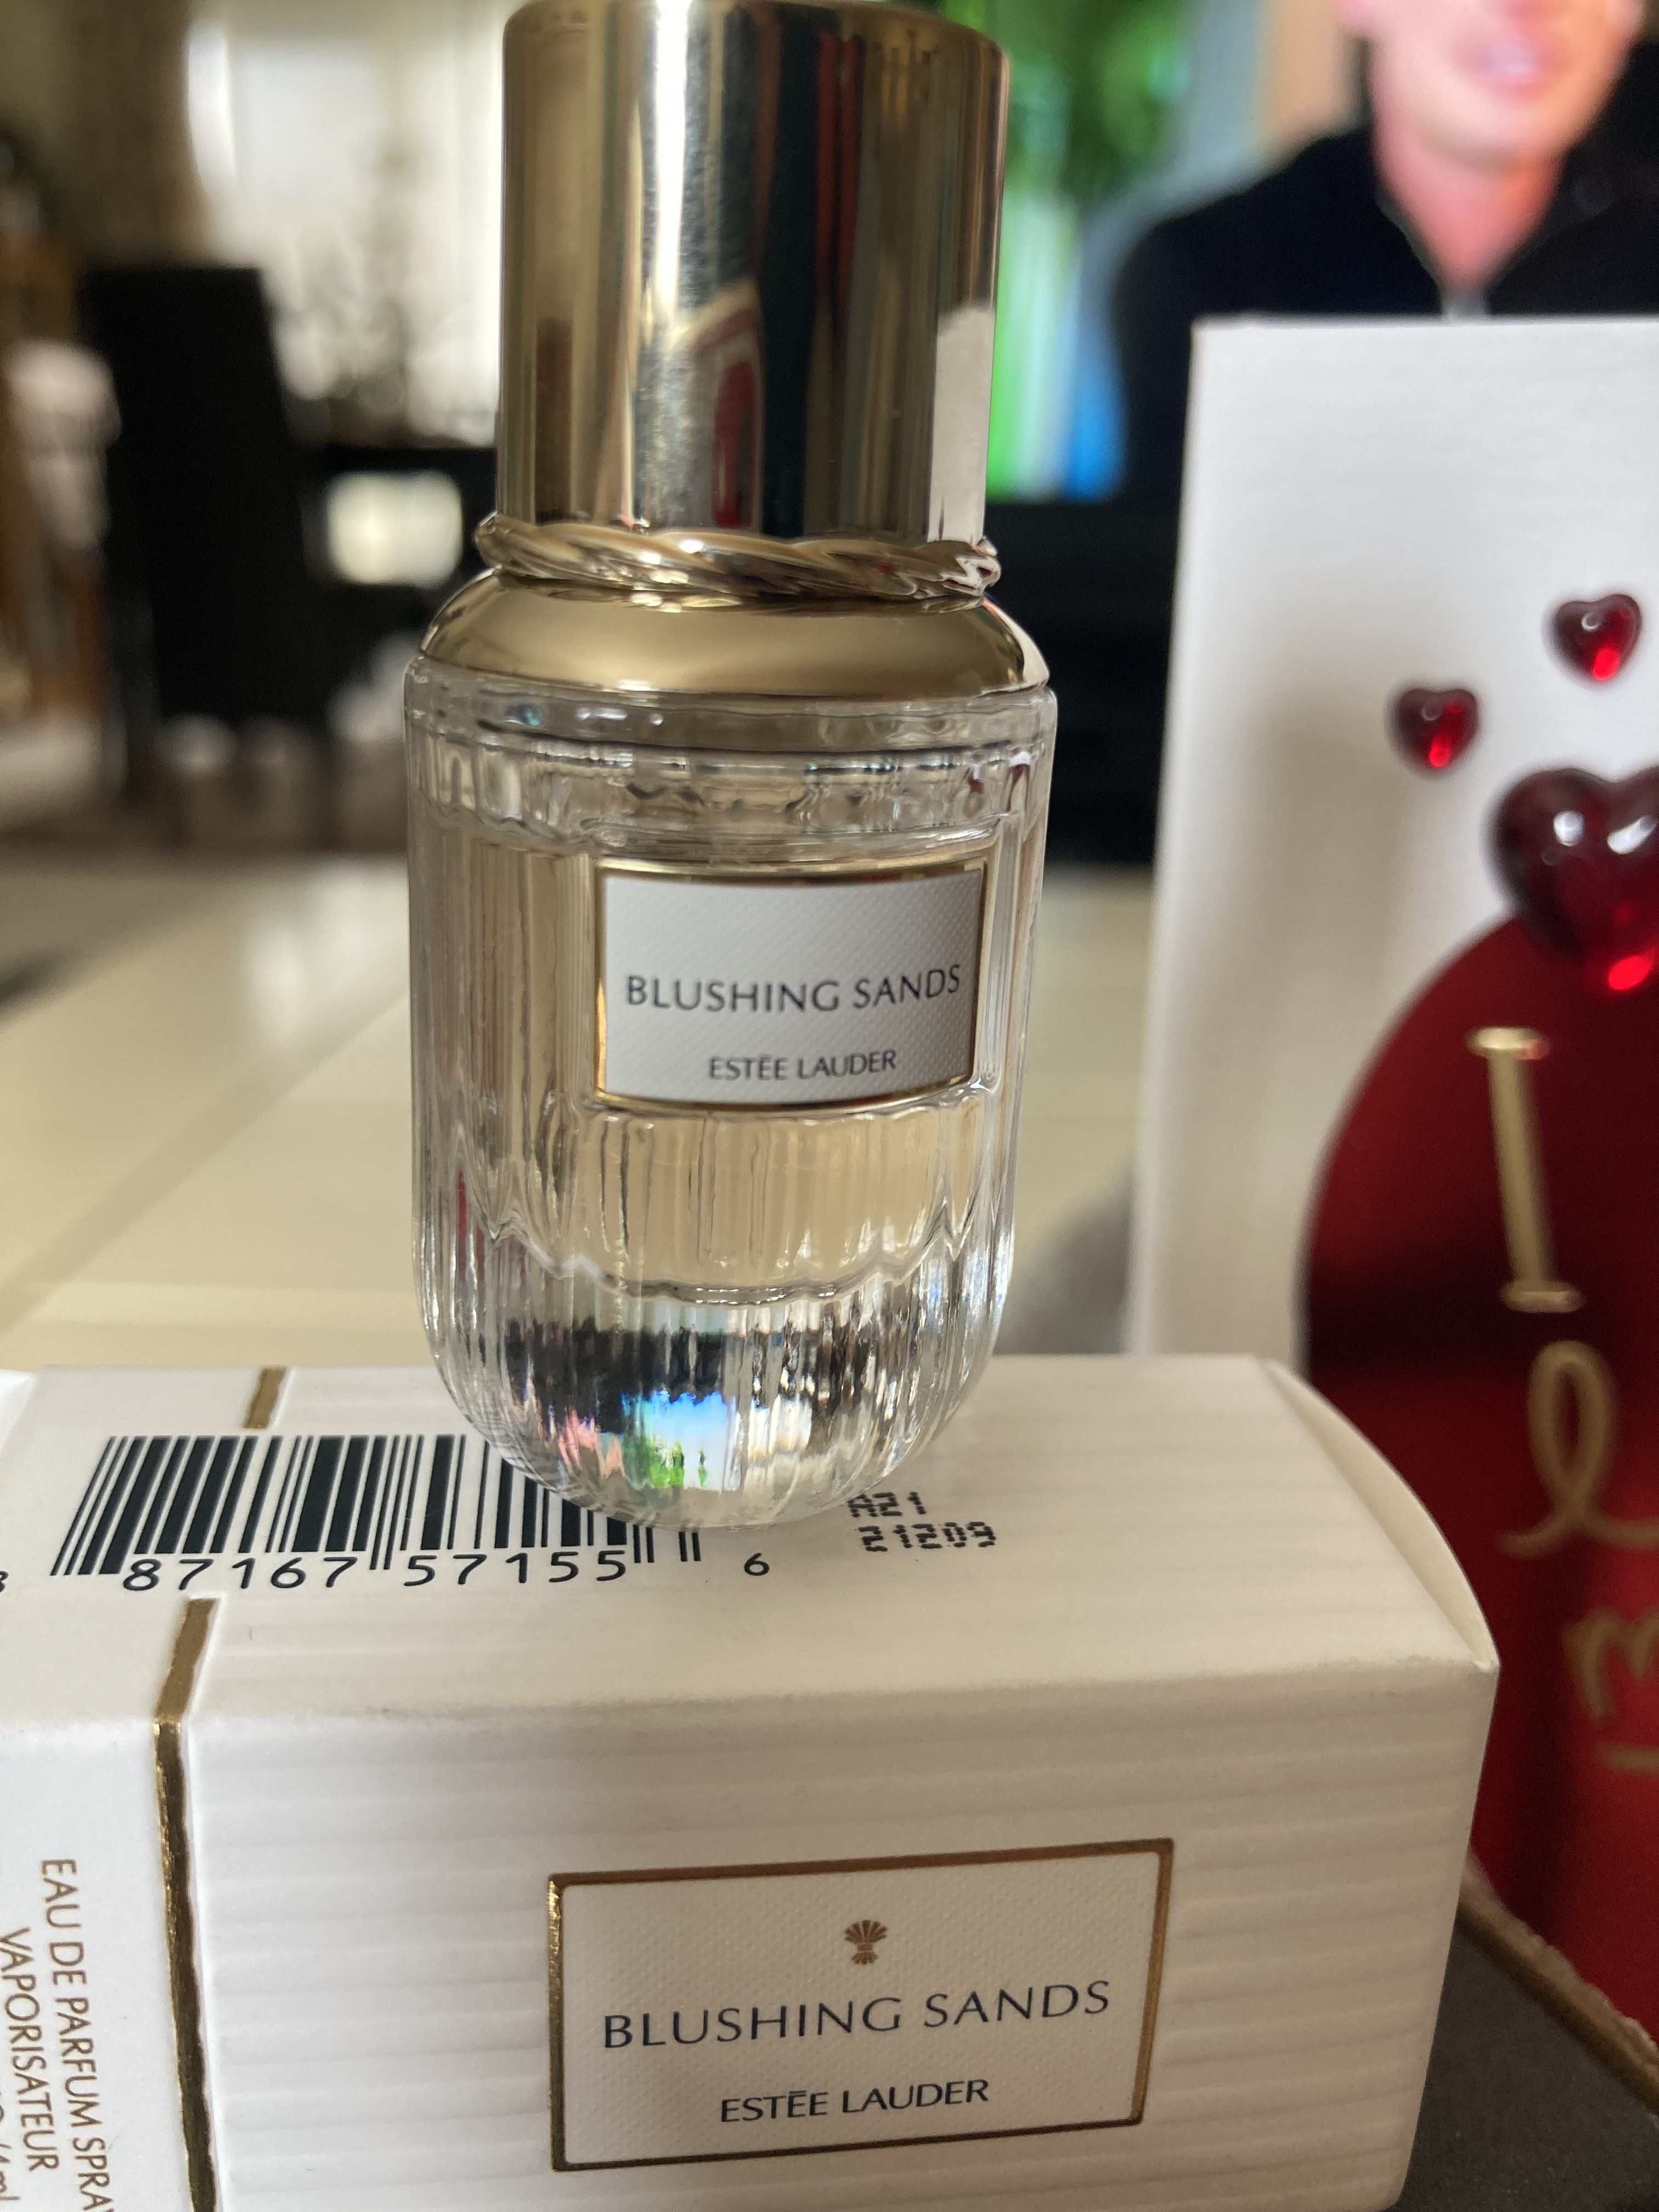 BLUSHING SANDS
ESTĒE LAUDER
I
87167 57155 6
A21
21209
EAU DE PARFUM SPRAY
VAPORISATEUR
BLUSHING SANDS
ESTĒE LAUDER